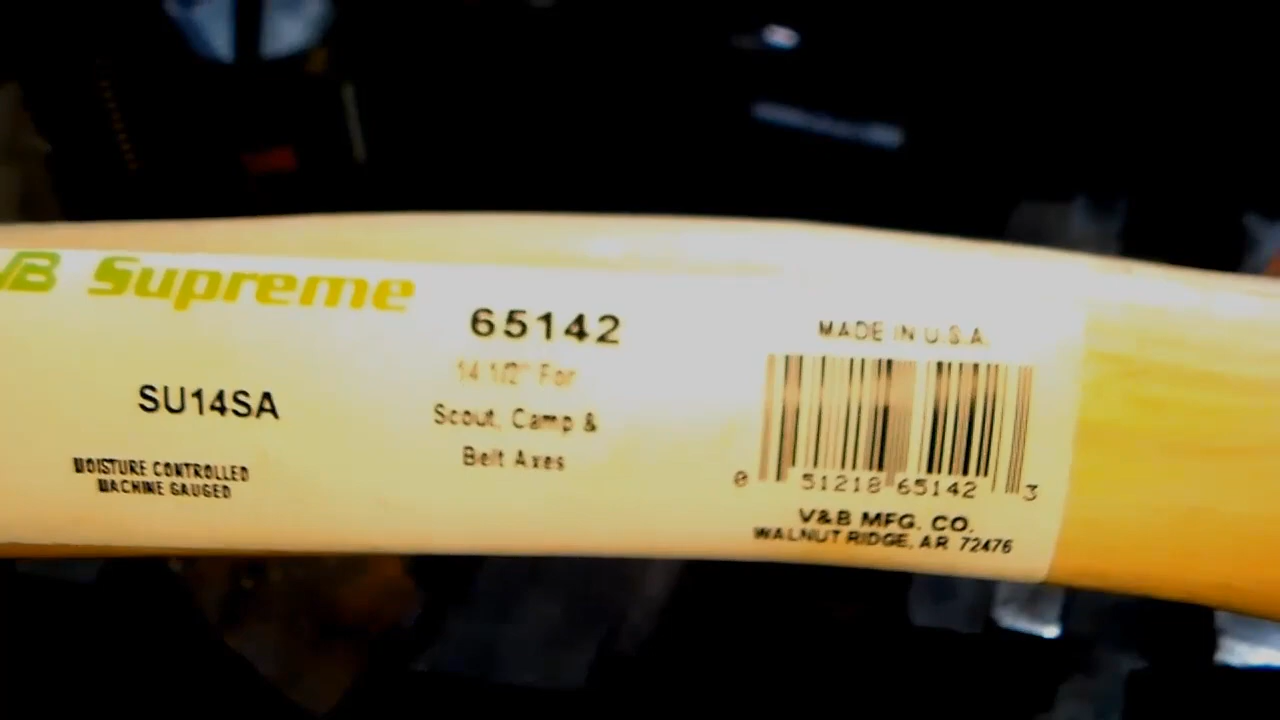 VB Supreme
SU14SA
MOISTURE CONTROLLED
MACHINE GAUGED
65142
14 1/2" For
Scout, Camp &
Belt Axes
MADE IN U.S.A.
0 51218 65142 3
V&B MFG. CO.
WALNUT RIDGE, AR 72476